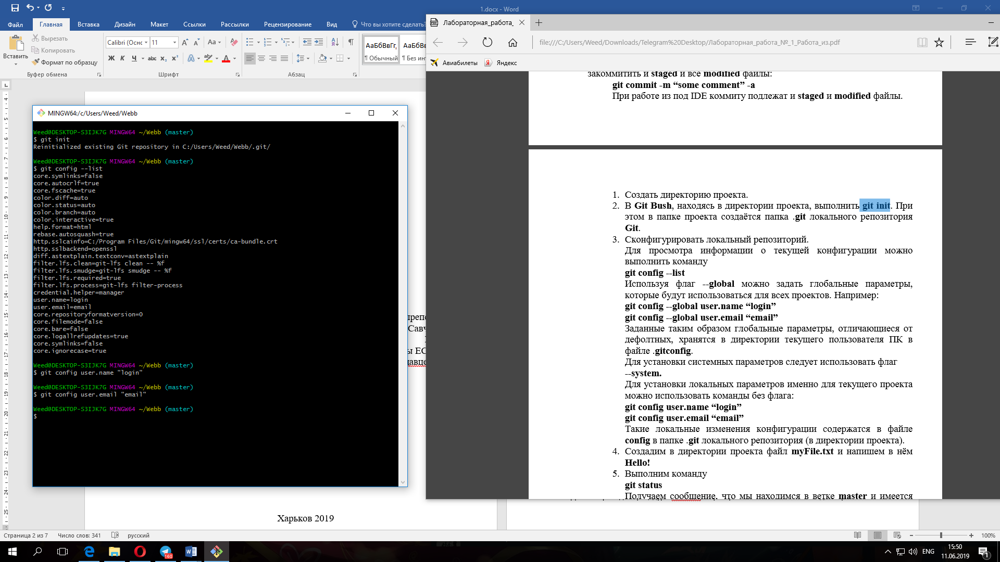 1.docx - Word
Файл
Главная
Вставка
Дизайн
Макет
Ссылки
Рассылки
Рецензирование
Вид
Что вы хотите сделать?
Вставить
Вырезать
Копировать
Формат по образцу
Буфер обмена
Calibri (Осно
11
Aa
Ж К Ч abc x₂ x²
Шрифт
Абзац
АаБбВвГг,
¶ Обычный
АаБбВв
¶ Без инт
MINGW64:/c/Users/Weed/Webb
Weed@DESKTOP-S3IJK7G MINGW64 ~/Webb (master)
$ git init
Reinitialized existing Git repository in C:/Users/Weed/Webb/.git/
Weed@DESKTOP-S3IJK7G MINGW64 ~/Webb (master)
$ git config --list
core.symlinks=false
core.autocrlf=true
core.fscache=true
color.diff=auto
color.status=auto
color.branch=auto
color.interactive=true
help.format=html
rebase.autosquash=true
http.sslcainfo=C:/Program Files/Git/mingw64/ssl/certs/ca-bundle.crt
http.sslbackend=openssl
diff.astextplain.textconv=astextplain
filter.lfs.clean=git-lfs clean -- %f
filter.lfs.smudge=git-lfs smudge -- %f
filter.lfs.required=true
filter.lfs.process=git-lfs filter-process
credential.helper=manager
user.name=login
user.email=email
core.repositoryformatversion=0
core.filemode=false
core.bare=false
core.logallrefupdates=true
core.symlinks=false
core.ignorecase=true
Weed@DESKTOP-S3IJK7G MINGW64 ~/Webb (master)
$ git config user.name "login"
Weed@DESKTOP-S3IJK7G MINGW64 ~/Webb (master)
$ git config user.email "email"
Weed@DESKTOP-S3IJK7G MINGW64 ~/Webb (master)
$
Савч
ы ЕС
Харьков 2019
Лабораторная_работа_
file:///C:/Users/Weed/Downloads/Telegram%20Desktop/Лабораторная_работа_№_1_Работа_из.pdf
Авиабилеты
Яндекс
закоммитить и staged и все modified файлы:
git commit -m “some comment” -a
При работе из под IDE коммиту подлежат и staged и modified файлы.
1. Создать директорию проекта.
2. В Git Bush, находясь в директории проекта, выполнить git init. При
этом в папке проекта создаётся папка .git локального репозитория
Git.
3. Сконфигурировать локальный репозиторий.
Для просмотра информации о текущей конфигурации можно
выполнить команду
git config --list
Используя флаг --global можно задать глобальные параметры,
которые будут использоваться для всех проектов. Например:
git config --global user.name “login”
git config --global user.email “email”
Заданные таким образом глобальные параметры, отличающиеся от
дефолтных, хранятся в директории текущего пользователя ПК в
файле .gitconfig.
Для установки системных параметров следует использовать флаг
--system.
Для установки локальных параметров именно для текущего проекта
можно использовать команды без флага:
git config user.name “login”
git config user.email “email”
Такие локальные изменения конфигурации содержатся в файле
config в папке .git локального репозитория (в директории проекта).
4. Создадим в директории проекта файл myFile.txt и напишем в нём
Hello!
5. Выполним команду
git status
Получаем сообщение, что мы находимся в ветке master и имеется
Страница 2 из 7
Число слов: 341
русский
100%
160
ENG
15:50
11.06.2019
1